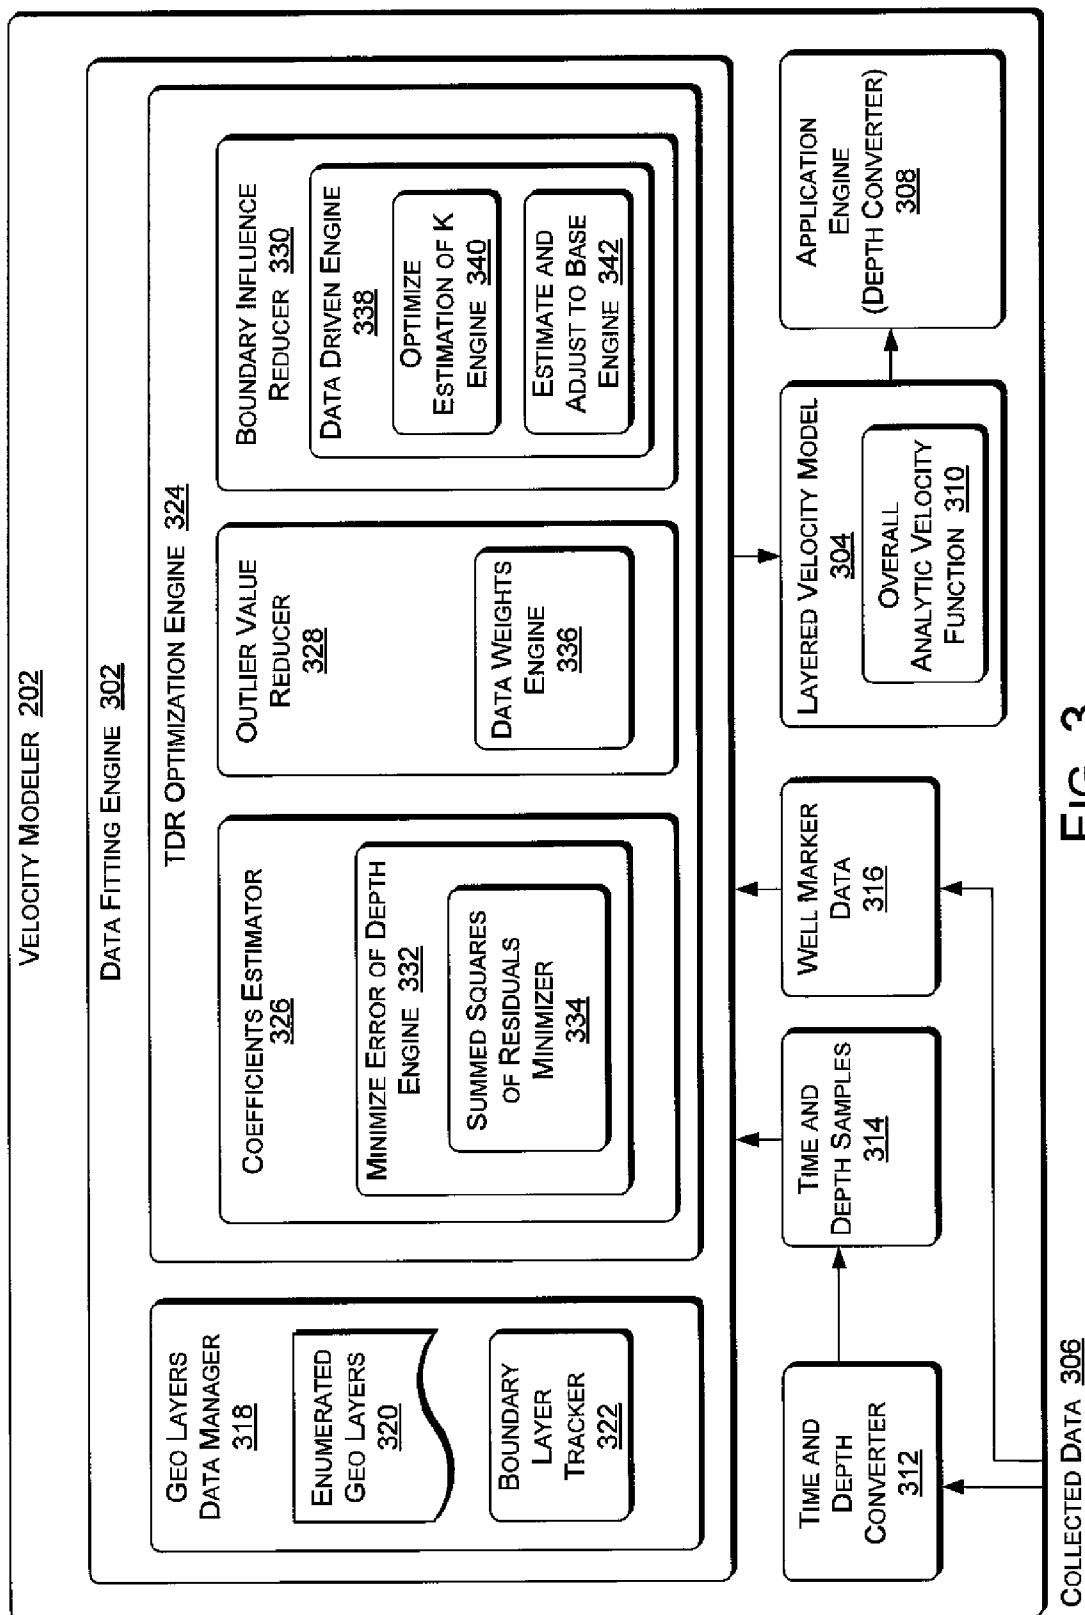 VELOCITY MODELER 202
DATA FITTING ENGINE 302
GEO LAYERS
DATA MANAGER
318
ENUMERATED
GEO LAYERS
320
BOUNDARY
LAYER
TRACKER
322
TDR OPTIMIZATION ENGINE 324
COEFFICIENTS ESTIMATOR
326
MINIMIZE ERROR OF DEPTH
ENGINE 332
SUMMED SQUARES
OF RESIDUALS
MINIMIZER
334
OUTLIER VALUE
REDUCER
328
DATA WEIGHTS
ENGINE
336
BOUNDARY INFLUENCE
REDUCER 330
DATA DRIVEN ENGINE
338
OPTIMIZE
ESTIMATION OF K
ENGINE 340
ESTIMATE AND
ADJUST TO BASE
ENGINE 342
TIME AND
DEPTH
CONVERTER
312
TIME AND
DEPTH SAMPLES
314
WELL MARKER
DATA
316
LAYERED VELOCITY MODEL
304
OVERALL
ANALYTIC VELOCITY
FUNCTION 310
APPLICATION
ENGINE
(DEPTH CONVERTER)
308
COLLECTED DATA 306
FIG. 3